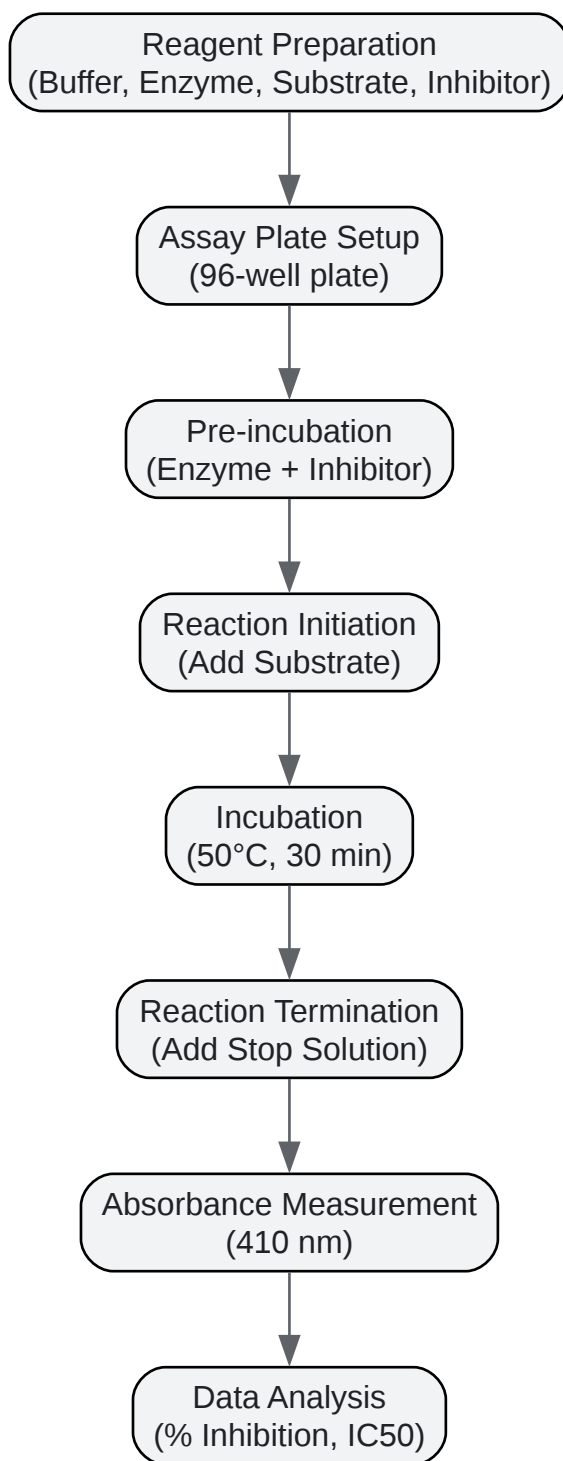 Reagent Preparation
(Buffer, Enzyme, Substrate, Inhibitor)
Assay Plate Setup
(96-well plate)
Pre-incubation
(Enzyme + Inhibitor)
Reaction Initiation
(Add Substrate)
Incubation
(50°C, 30 min)
Reaction Termination
(Add Stop Solution)
Absorbance Measurement
(410 nm)
Data Analysis
(% Inhibition, IC50)